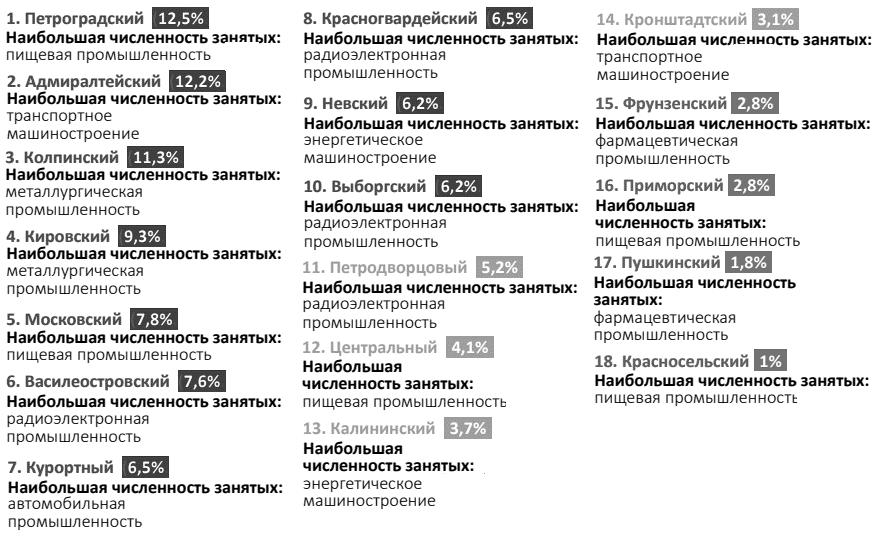 1. Петроградский 12,5%
Наибольшая численность занятых:
пищевая промышленность
2. Адмиралтейский 12,2%
Наибольшая численность занятых:
транспортное
машиностроение
3. Колпинский 11,3%
Наибольшая численность занятых:
металлургическая
промышленность
4. Кировский 9,3%
Наибольшая численность занятых:
металлургическая
промышленность
5. Московский 7,8%
Наибольшая численность занятых:
пищевая промышленность
6. Василеостровский 7,6%
Наибольшая численность занятых:
радиоэлектронная
промышленность
7. Курортный 6,5%
Наибольшая численность занятых:
автомобильная
промышленность
8. Красногвардейский 6,5%
Наибольшая численность занятых:
радиоэлектронная
промышленность
9. Невский 6,2%
Наибольшая численность занятых:
энергетическое
машиностроение
10. Выборгский 6,2%
Наибольшая численность занятых:
радиоэлектронная
промышленность
11. Петродворцовый 5,2%
Наибольшая численность занятых:
радиоэлектронная
промышленность
12. Центральный 4,1%
Наибольшая
численность занятых:
пищевая промышленность
13. Калининский 3,7%
Наибольшая
численность занятых:
энергетическое
машиностроение
14. Кронштадтский 3,1%
Наибольшая численность занятых:
транспортное
машиностроение
15. Фрунзенский 2,8%
Наибольшая численность занятых:
фармацевтическая
промышленность
16. Приморский 2,8%
Наибольшая
численность занятых:
пищевая промышленность
17. Пушкинский 1,8%
Наибольшая численность
занятых:
фармацевтическая
промышленность
18. Красносельский 1%
Наибольшая численность занятых:
пищевая промышленность